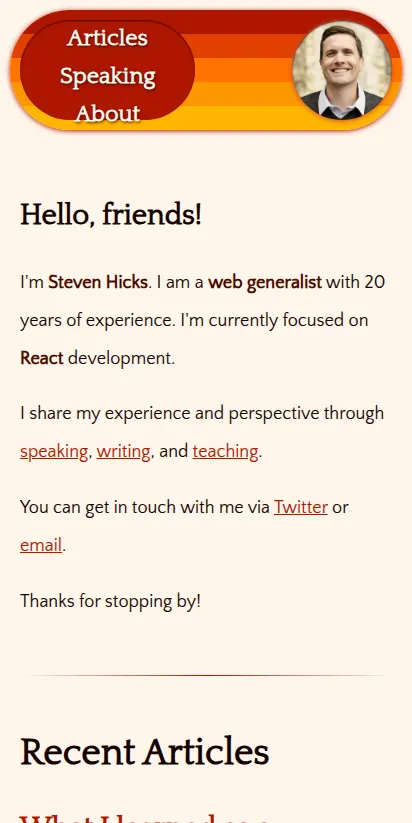 Articles
Speaking
About
Hello, friends!
I'm Steven Hicks. I am a web generalist with 20
years of experience. I'm currently focused on
React development.
I share my experience and perspective through
speaking, writing, and teaching.
You can get in touch with me via Twitter or
email.
Thanks for stopping by!
Recent Articles
What I learned